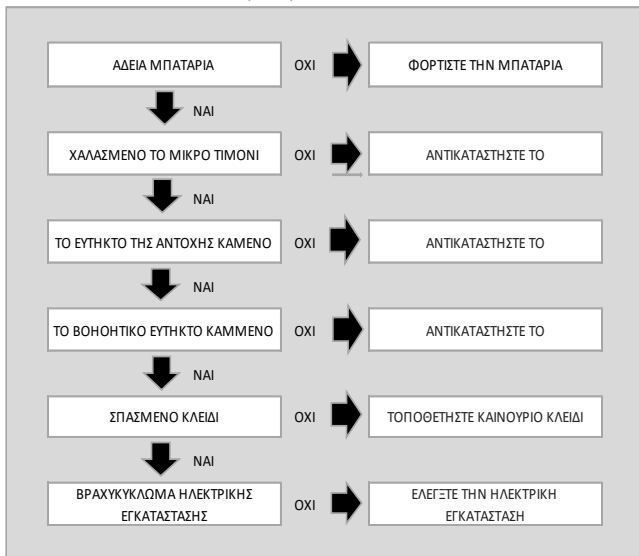 ΑΔΕΙΑ ΜΠΑΤΑΡΙΑ ΟΧΙ ΦΟΡΤΙΣΤΕ ΤΗΝ ΜΠΑΤΑΡΙΑ
ΝΑΙ
ΧΑΛΑΣΜΕΝΟ ΤΟ ΜΙΚΡΟ ΤΙΜΟΝΙ ΟΧΙ ΑΝΤΙΚΑΤΑΣΤΗΣΤΕ ΤΟ
ΝΑΙ
ΤΟ ΕΥΤΗΚΤΟ ΤΗΣ ΑΝΤΟΧΗΣ ΚΑΜΕΝΟ ΟΧΙ ΑΝΤΙΚΑΤΑΣΤΗΣΤΕ ΤΟ
ΝΑΙ
ΤΟ ΒΟΗΟΗΤΙΚΟ ΕΥΤΗΚΤΟ ΚΑΜΜΕΝΟ ΟΧΙ ΑΝΤΙΚΑΤΑΣΤΗΣΤΕ ΤΟ
ΝΑΙ
ΣΠΑΣΜΕΝΟ ΚΛΕΙΔΙ ΟΧΙ ΤΟΠΟΘΕΤΗΣΤΕ ΚΑΙΝΟΥΡΙΟ ΚΛΕΙΔΙ
ΝΑΙ
ΒΡΑΧΥΚΥΚΛΩΜΑ ΗΛΕΚΤΡΙΚΗΣ
ΕΓΚΑΤΑΣΤΑΣΗΣ
ΟΧΙ
ΕΛΕΓΞΤΕ ΤΗΝ ΗΛΕΚΤΡΙΚΗ
ΕΓΚΑΤΑΣΤΑΣΗ